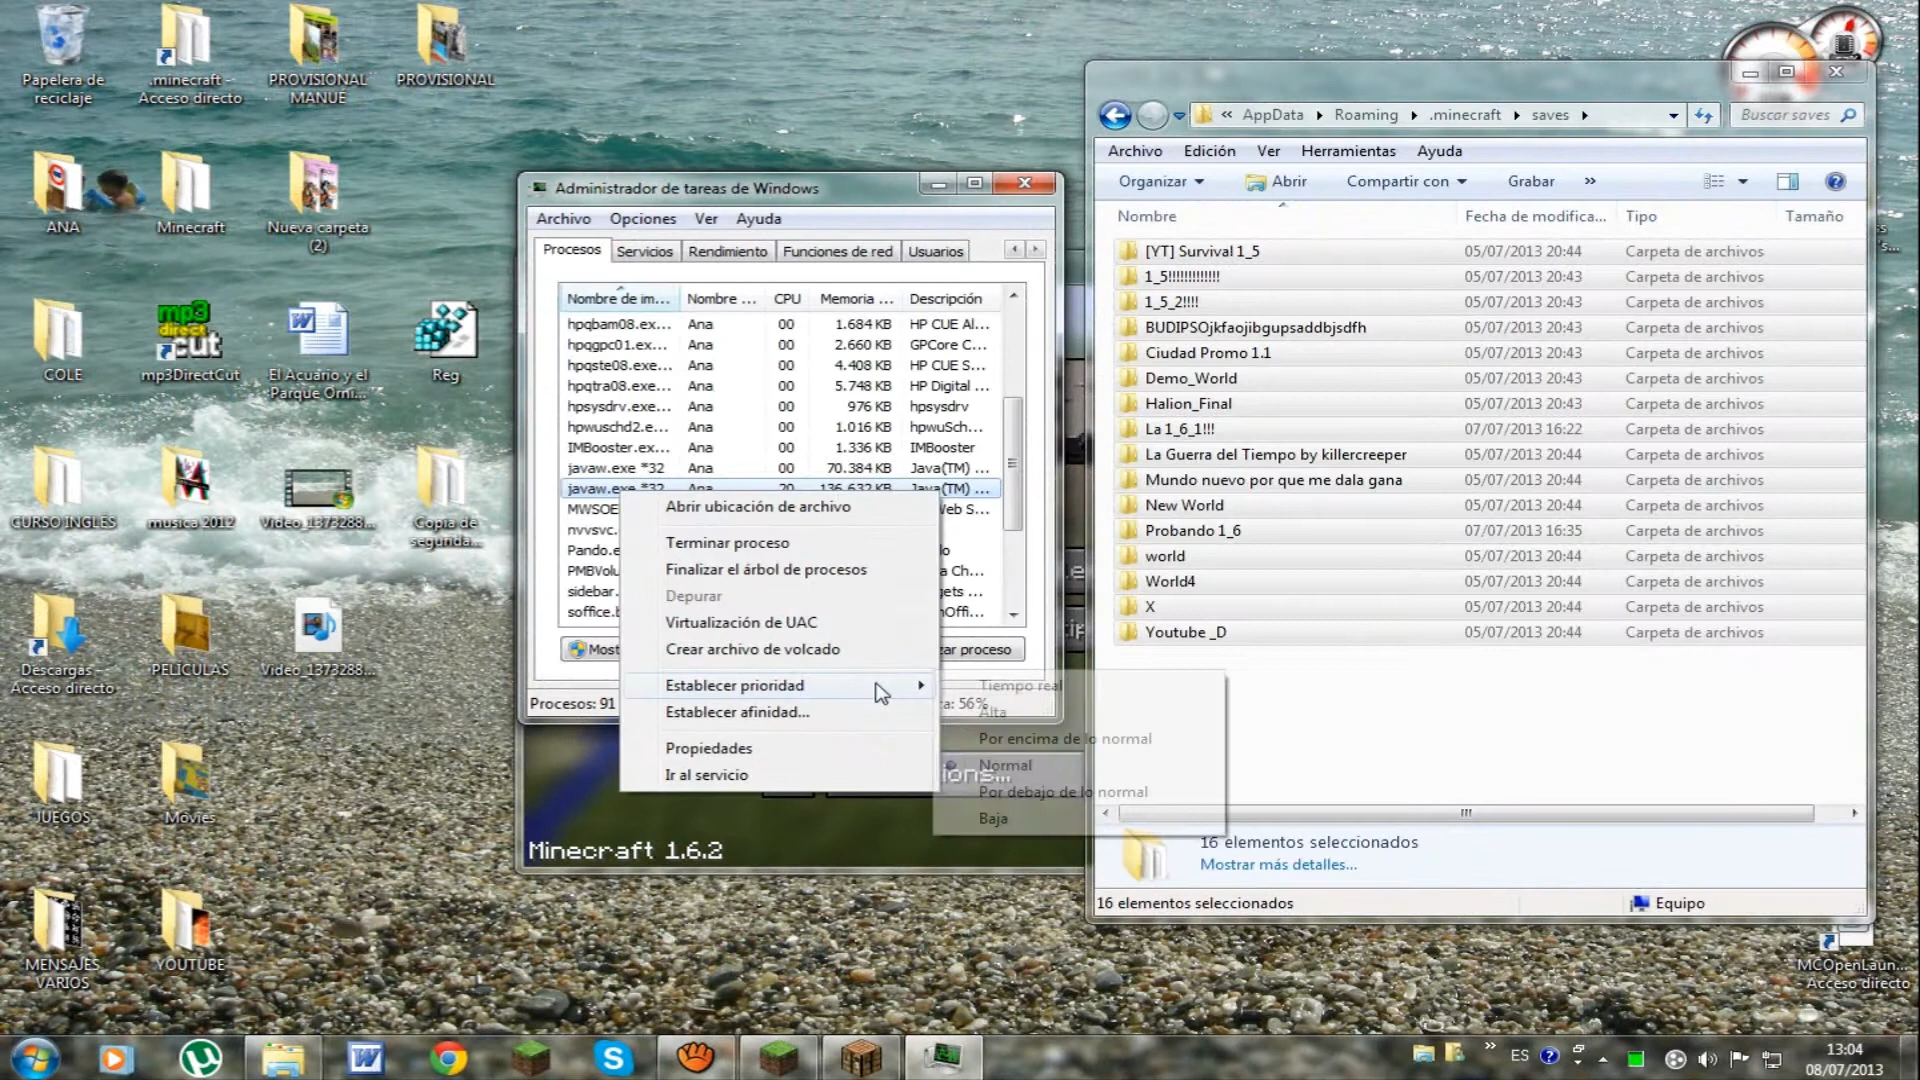 Papelera de
reciclaje
.minecraft -
Acceso directo
PROVISIONAL
MANUE
PROVISIONAL
ANA
Minecraft
Nueva carpeta
(2)
COLE
mp3
direct
cut
mp3DirectCut
El Acuario y el
Parque Orni...
Reg
CURSO INGLÉS
musica 2012
Video_1373288...
Copia de
segunda...
Descargas -
Acceso directo
PELICULAS
Video_1373288...
JUEGOS
Movies
MENSAJES
VARIOS
YOUTUBE
Administrador de tareas de Windows
Archivo Opciones Ver Ayuda
Procesos Servicios Rendimiento Funciones de red Usuarios
Nombre de im... Nombre ... CPU Memoria ... Descripción
hpqbam08.ex... Ana 00 1.684 KB HP CUE Al...
hpqgpc01.ex... Ana 00 2.660 KB GPCore C...
hpqste08.exe... Ana 00 4.408 KB HP CUE S...
hpqtra08.exe... Ana 00 5.748 KB HP Digital ...
hpsysdrv.exe... Ana 00 976 KB hpsysdrv
hpwuschd2.e... Ana 00 1.016 KB hpwuSch...
IMBooster.ex... Ana 00 1.336 KB IMBooster
javaw.exe *32 Ana 00 70.384 KB Java(TM) ...
javaw.exe *32 Ana 20 136.632 KB Java(TM) ...
MWSOE
nvvsvc.
Pando.e
PMBVolu
sidebar.
soffice.b
Procesos: 91
Abrir ubicación de archivo
Terminar proceso
Finalizar el árbol de procesos
Depurar
Virtualización de UAC
Crear archivo de volcado
Establecer prioridad
Establecer afinidad...
Propiedades
Ir al servicio
Tiempo real
Alta
Por encima de lo normal
Normal
Por debajo de lo normal
Baja
Minecraft 1.6.2
« AppData Roaming .minecraft saves
Buscar saves
Archivo Edición Ver Herramientas Ayuda
Organizar Abrir Compartir con Grabar »
Nombre Fecha de modifica... Tipo Tamaño
[YT] Survival 1_5 05/07/2013 20:44 Carpeta de archivos
1_5!!!!!!!!!!!!! 05/07/2013 20:43 Carpeta de archivos
1_5_2!!!! 05/07/2013 20:43 Carpeta de archivos
BUDIPSOjkfaojibgupsaddbjsdfh 05/07/2013 20:43 Carpeta de archivos
Ciudad Promo 1.1 05/07/2013 20:43 Carpeta de archivos
Demo_World 05/07/2013 20:43 Carpeta de archivos
Halion_Final 05/07/2013 20:43 Carpeta de archivos
La 1_6_1!!! 07/07/2013 16:22 Carpeta de archivos
La Guerra del Tiempo by killercreeper 05/07/2013 20:44 Carpeta de archivos
Mundo nuevo por que me dala gana 05/07/2013 20:44 Carpeta de archivos
New World 05/07/2013 20:44 Carpeta de archivos
Probando 1_6 07/07/2013 16:35 Carpeta de archivos
world 05/07/2013 20:44 Carpeta de archivos
World4 05/07/2013 20:44 Carpeta de archivos
X 05/07/2013 20:44 Carpeta de archivos
Youtube _D 05/07/2013 20:44 Carpeta de archivos
16 elementos seleccionados
Mostrar más detalles...
16 elementos seleccionados
Equipo
MCOpenLaun...
Acceso directo
ES
13:04
08/07/2013